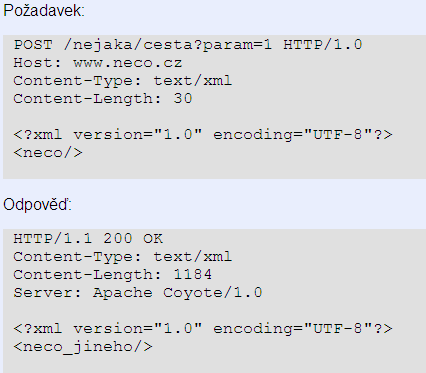 Požadavek:
POST /nejaka/cesta?param=1 HTTP/1.0
Host: www.neco.cz
Content-Type: text/xml
Content-Length: 30
<?xml version="1.0" encoding="UTF-8"?>
<neco/>
Odpověď:
HTTP/1.1 200 OK
Content-Type: text/xml
Content-Length: 1184
Server: Apache Coyote/1.0
<?xml version="1.0" encoding="UTF-8"?>
<neco_jineho/>